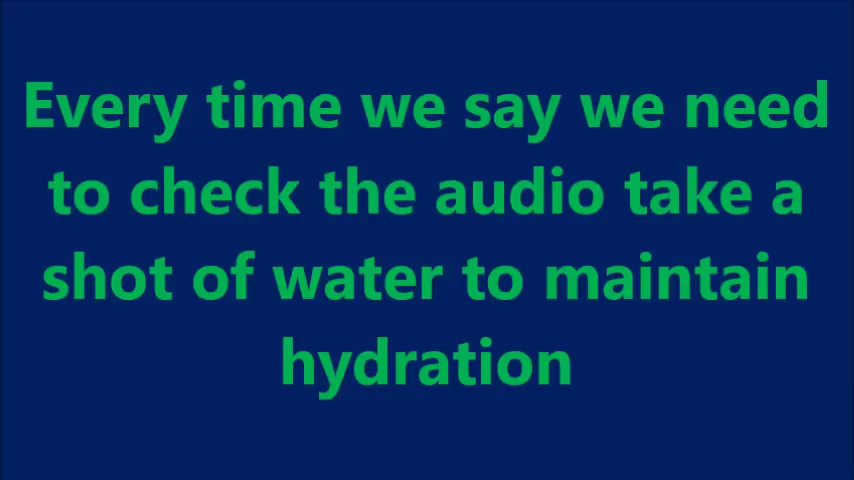 Every time we say we need
to check the audio take a
shot of water to maintain
hydration